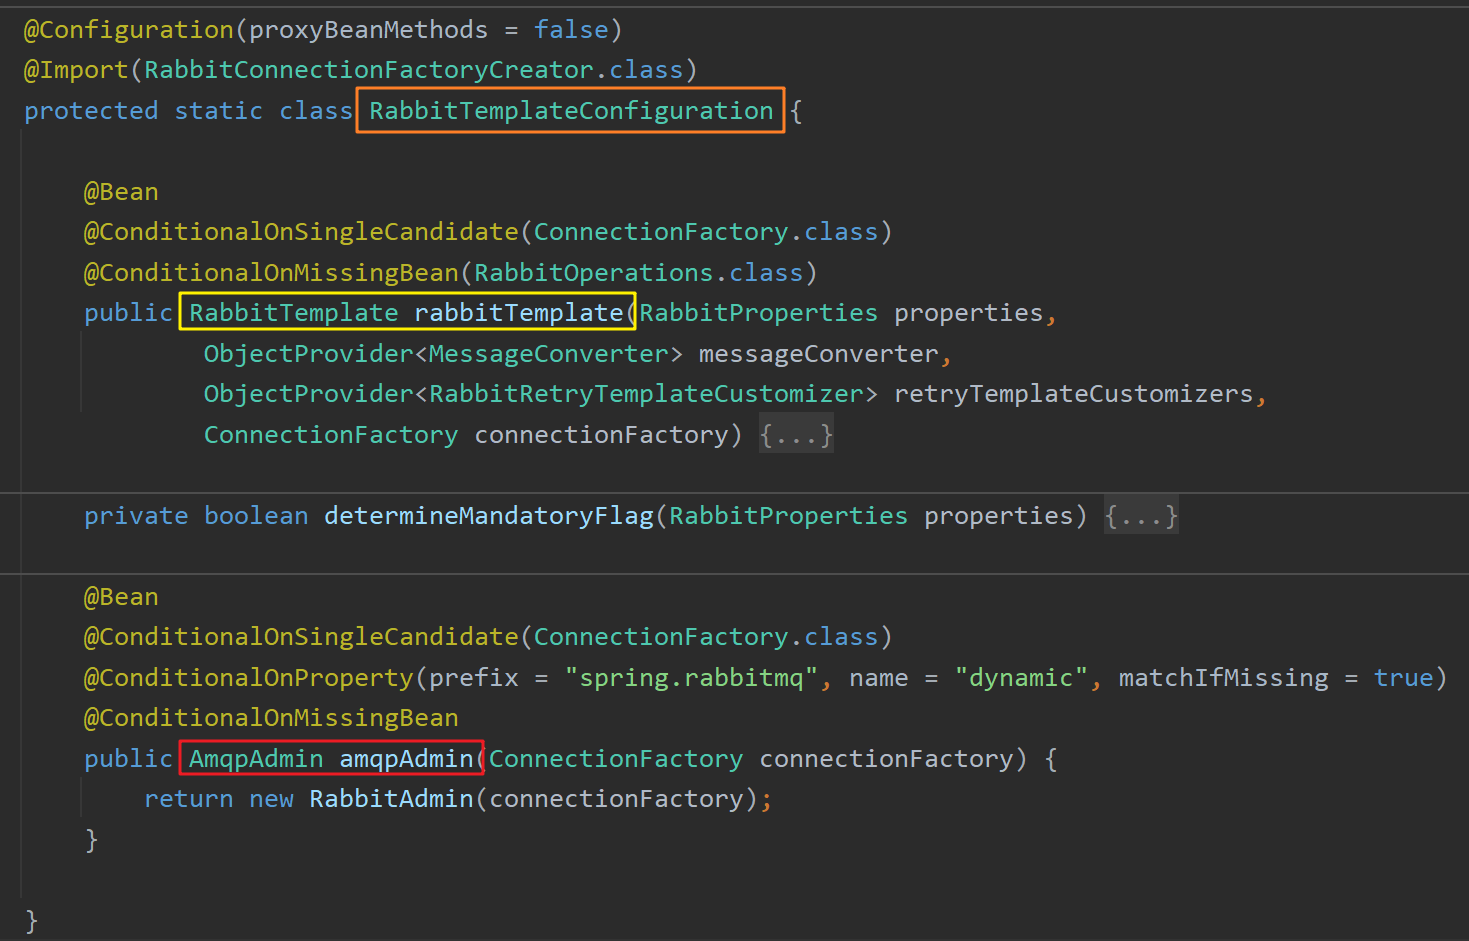 @Configuration(proxyBeanMethods = false)
@Import(RabbitConnectionFactoryCreator.class)
protected static class RabbitTemplateConfiguration {
@Bean
@ConditionalOnSingleCandidate(ConnectionFactory.class)
@ConditionalOnMissingBean(RabbitOperations.class)
public RabbitTemplate rabbitTemplate(RabbitProperties properties,
ObjectProvider<MessageConverter> messageConverter,
ObjectProvider<RabbitRetryTemplateCustomizer> retryTemplateCustomizers,
ConnectionFactory connectionFactory) {...}
private boolean determineMandatoryFlag(RabbitProperties properties) {...}
@Bean
@ConditionalOnSingleCandidate(ConnectionFactory.class)
@ConditionalOnProperty(prefix = "spring.rabbitmq", name = "dynamic", matchIfMissing = true)
@ConditionalOnMissingBean
public AmqpAdmin amqpAdmin(ConnectionFactory connectionFactory) {
return new RabbitAdmin(connectionFactory);
}
}